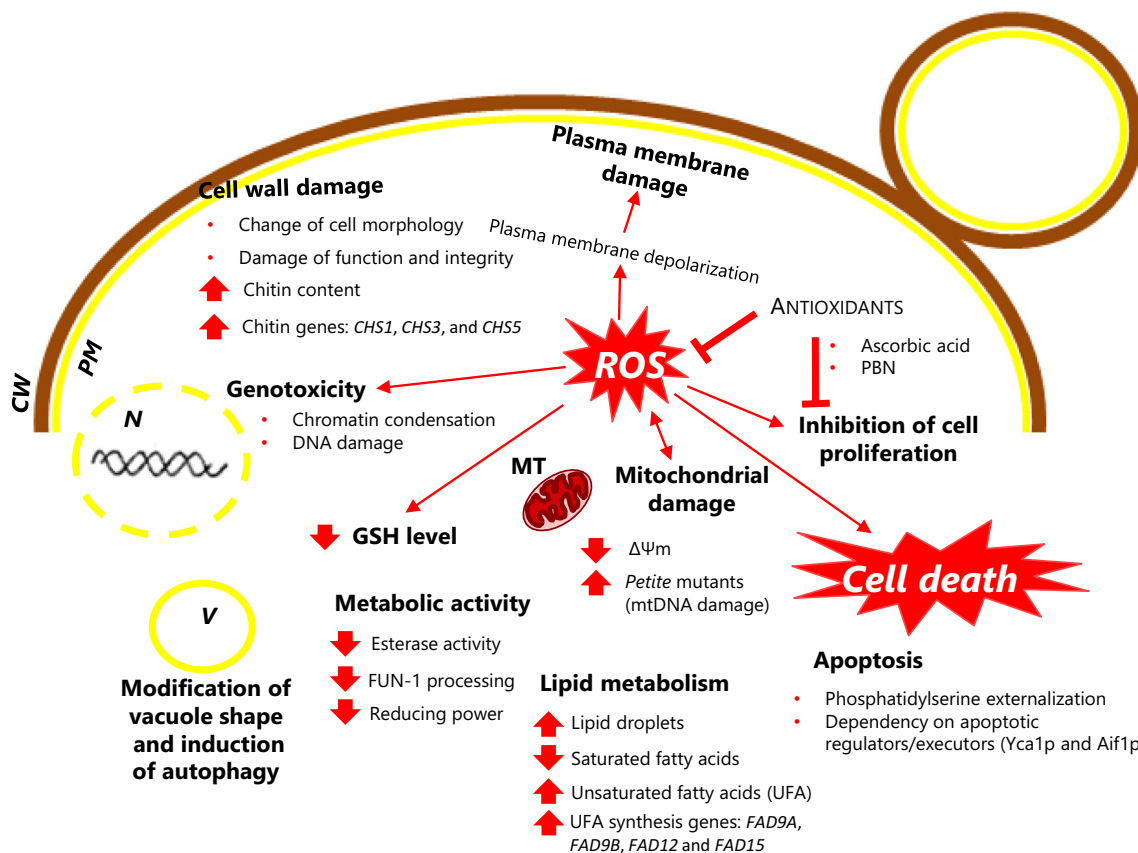 Plasma membrane
damage
Cell wall damage
Change of cell morphology
Damage of function and integrity
Chitin content
Chitin genes: CHS1, CHS3, and CHS5
Plasma membrane depolarization
ANTIOXIDANTS
Ascorbic acid
PBN
ROS
CW
PM
N
Genotoxicity
Chromatin condensation
DNA damage
Inhibition of cell
proliferation
MT
Mitochondrial
damage
ΔΨm
Petite mutants
(mtDNA damage)
GSH level
Cell death
V
Modification of
vacuole shape
and induction
of autophagy
Metabolic activity
Esterase activity
FUN-1 processing
Reducing power
Lipid metabolism
Lipid droplets
Saturated fatty acids
Unsaturated fatty acids (UFA)
UFA synthesis genes: FAD9A,
FAD9B, FAD12 and FAD15
Apoptosis
Phosphatidylserine externalization
Dependency on apoptotic
regulators/executors (Yca1p and Aif1p